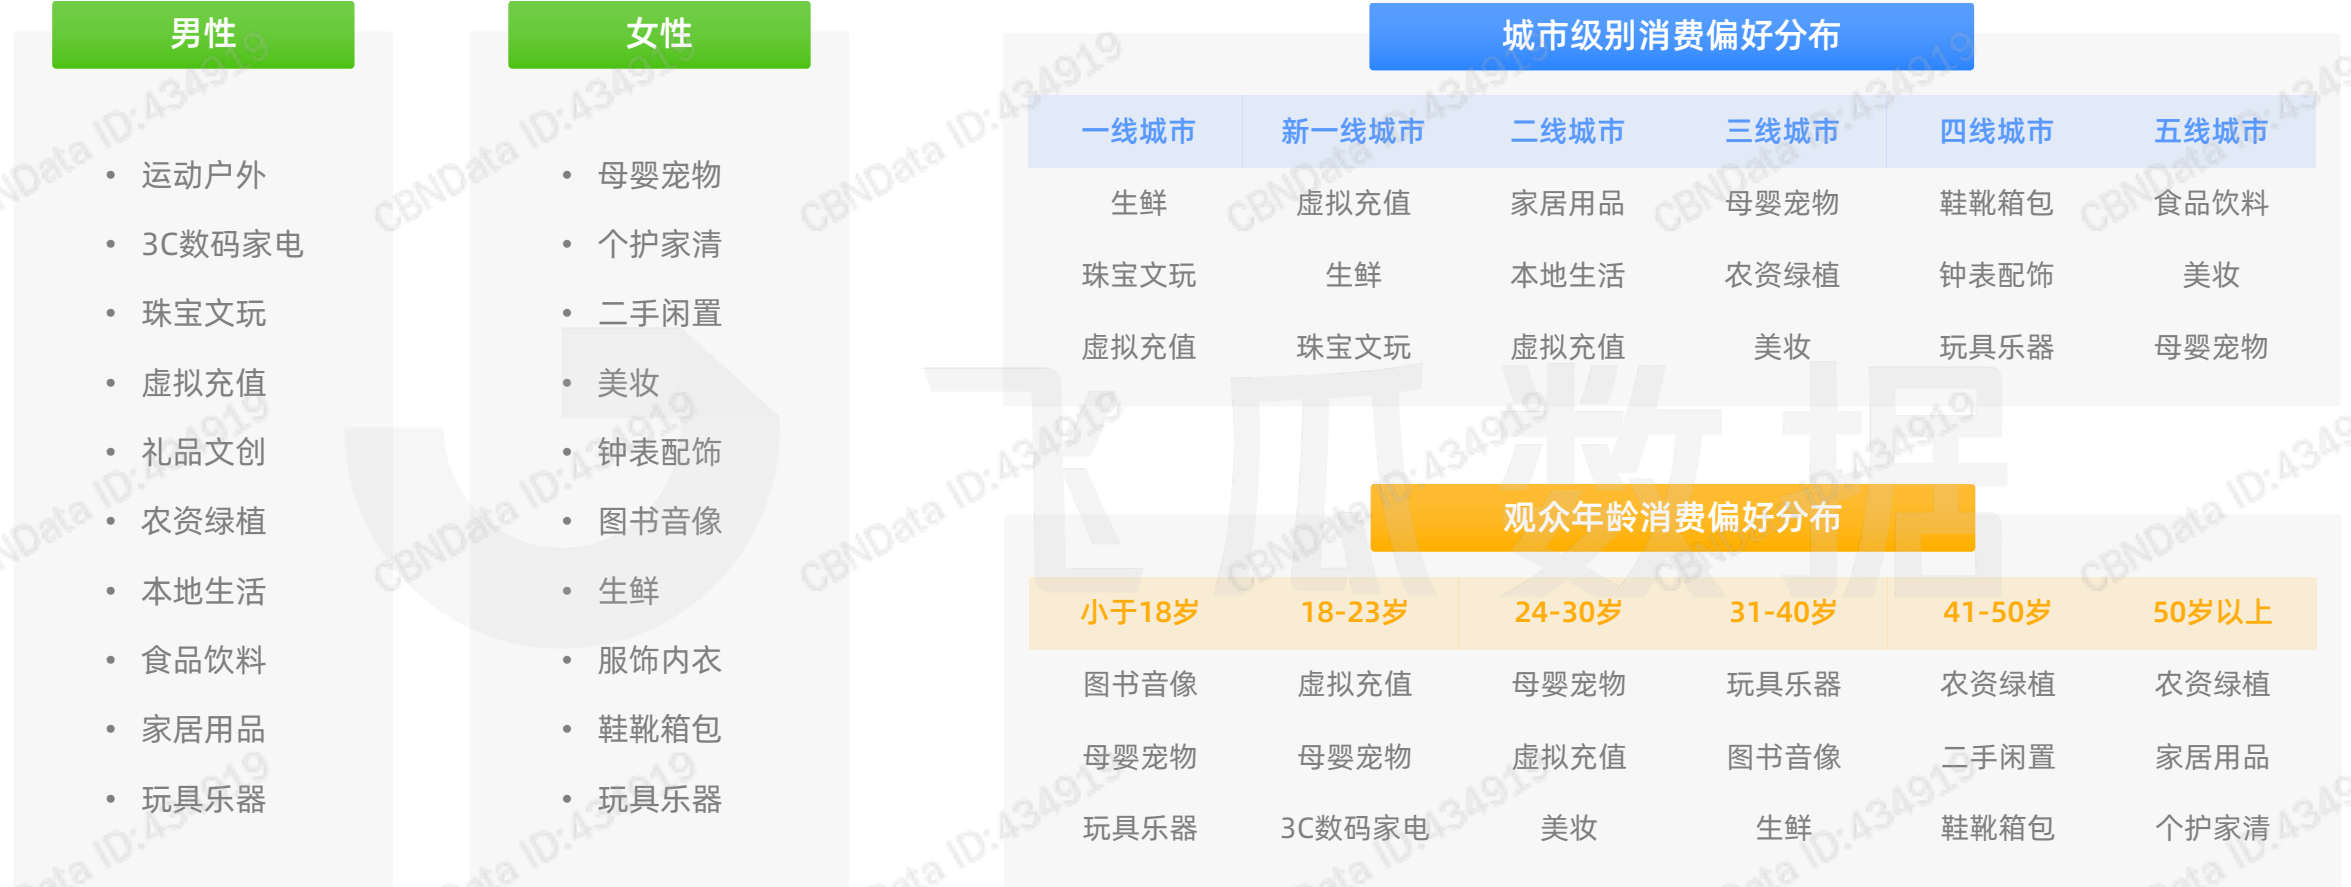 男性
• 运动户外
• 3C数码家电
• 珠宝文玩
• 虚拟充值
• 礼品文创
• 农资绿植
• 本地生活
• 食品饮料
• 家居用品
• 玩具乐器
女性
• 母婴宠物
• 个护家清
• 二手闲置
• 美妆
• 钟表配饰
• 图书音像
• 生鲜
• 服饰内衣
• 鞋靴箱包
• 玩具乐器
城市级别消费偏好分布
一线城市 新一线城市 二线城市 三线城市 四线城市 五线城市
生鲜 虚拟充值 家居用品 母婴宠物 鞋靴箱包 食品饮料
珠宝文玩 生鲜 本地生活 农资绿植 钟表配饰 美妆
虚拟充值 珠宝文玩 虚拟充值 美妆 玩具乐器 母婴宠物
观众年龄消费偏好分布
小于18岁 18-23岁 24-30岁 31-40岁 41-50岁 50岁以上
图书音像 虚拟充值 母婴宠物 玩具乐器 农资绿植 农资绿植
母婴宠物 母婴宠物 虚拟充值 图书音像 二手闲置 家居用品
玩具乐器 3C数码家电 美妆 生鲜 鞋靴箱包 个护家清
飞瓜数据
CBNData ID:434919